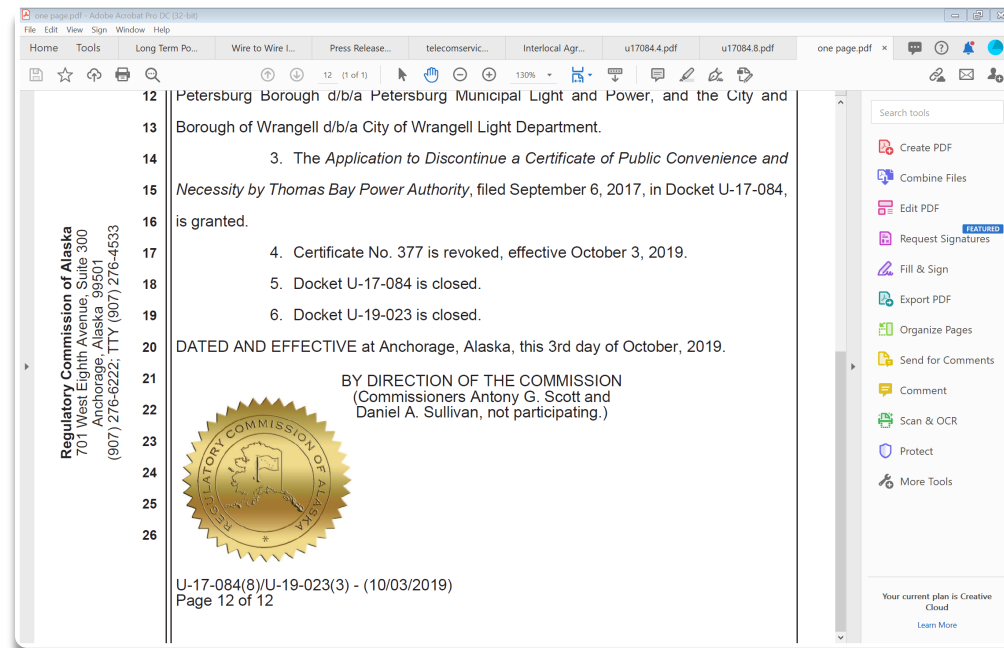 one page.pdf - Adobe Acrobat Pro DC (32-bit)
File Edit View Sign Window Help
Home Tools Long Term Po... Wire to Wire I... Press Release... telecomservic... Interlocal Agr... u17084.4.pdf u17084.8.pdf one page.pdf ×
12 (1 of 1) 130%
12 Petersburg Borough d/b/a Petersburg Municipal Light and Power, and the City and
13 Borough of Wrangell d/b/a City of Wrangell Light Department.
14 3. The Application to Discontinue a Certificate of Public Convenience and
15 Necessity by Thomas Bay Power Authority, filed September 6, 2017, in Docket U-17-084,
16 is granted.
17 4. Certificate No. 377 is revoked, effective October 3, 2019.
18 5. Docket U-17-084 is closed.
19 6. Docket U-19-023 is closed.
20 DATED AND EFFECTIVE at Anchorage, Alaska, this 3rd day of October, 2019.
21 BY DIRECTION OF THE COMMISSION
(Commissioners Antony G. Scott and
22 Daniel A. Sullivan, not participating.)
23
24
25
26
REGULATORY COMMISSION OF ALASKA
*
U-17-084(8)/U-19-023(3) - (10/03/2019)
Page 12 of 12
Regulatory Commission of Alaska
701 West Eighth Avenue, Suite 300
Anchorage, Alaska 99501
(907) 276-6222; TTY (907) 276-4533
Search tools
Create PDF
Combine Files
Edit PDF
FEATURED
Request Signatures
Fill & Sign
Export PDF
Organize Pages
Send for Comments
Comment
Scan & OCR
Protect
More Tools
Your current plan is Creative
Cloud
Learn More